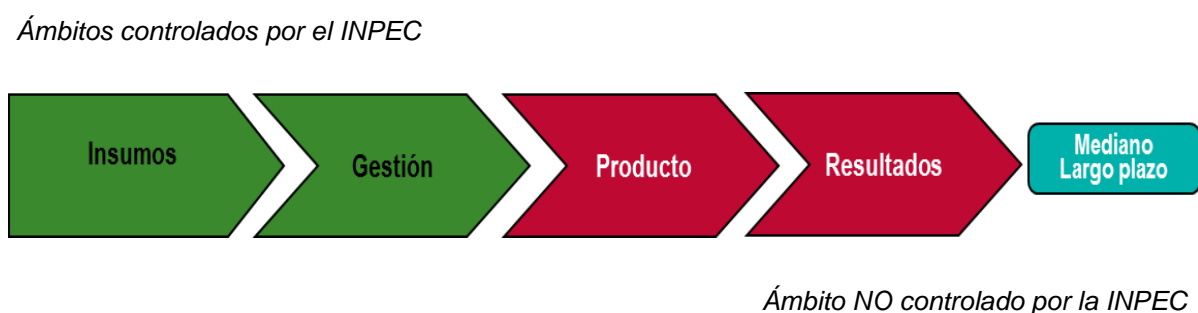 Ámbitos controlados por el INPEC
Insumos
Gestión
Producto
Resultados
Mediano
Largo plazo
Ámbito NO controlado por la INPEC